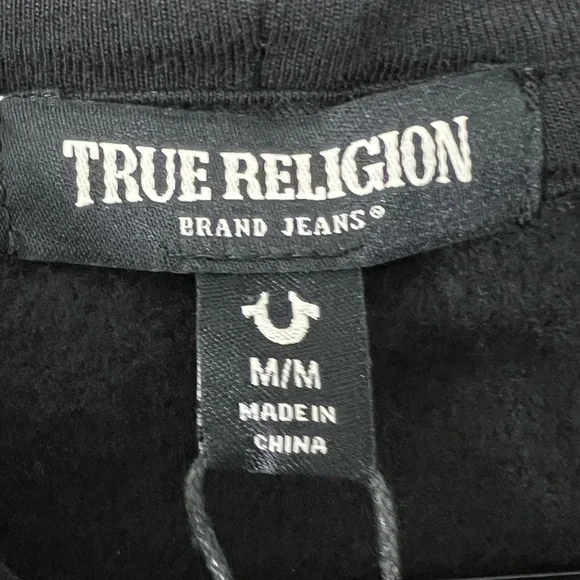 TRUE RELIGION
BRAND JEANS®
M/M
MADE IN
CHINA